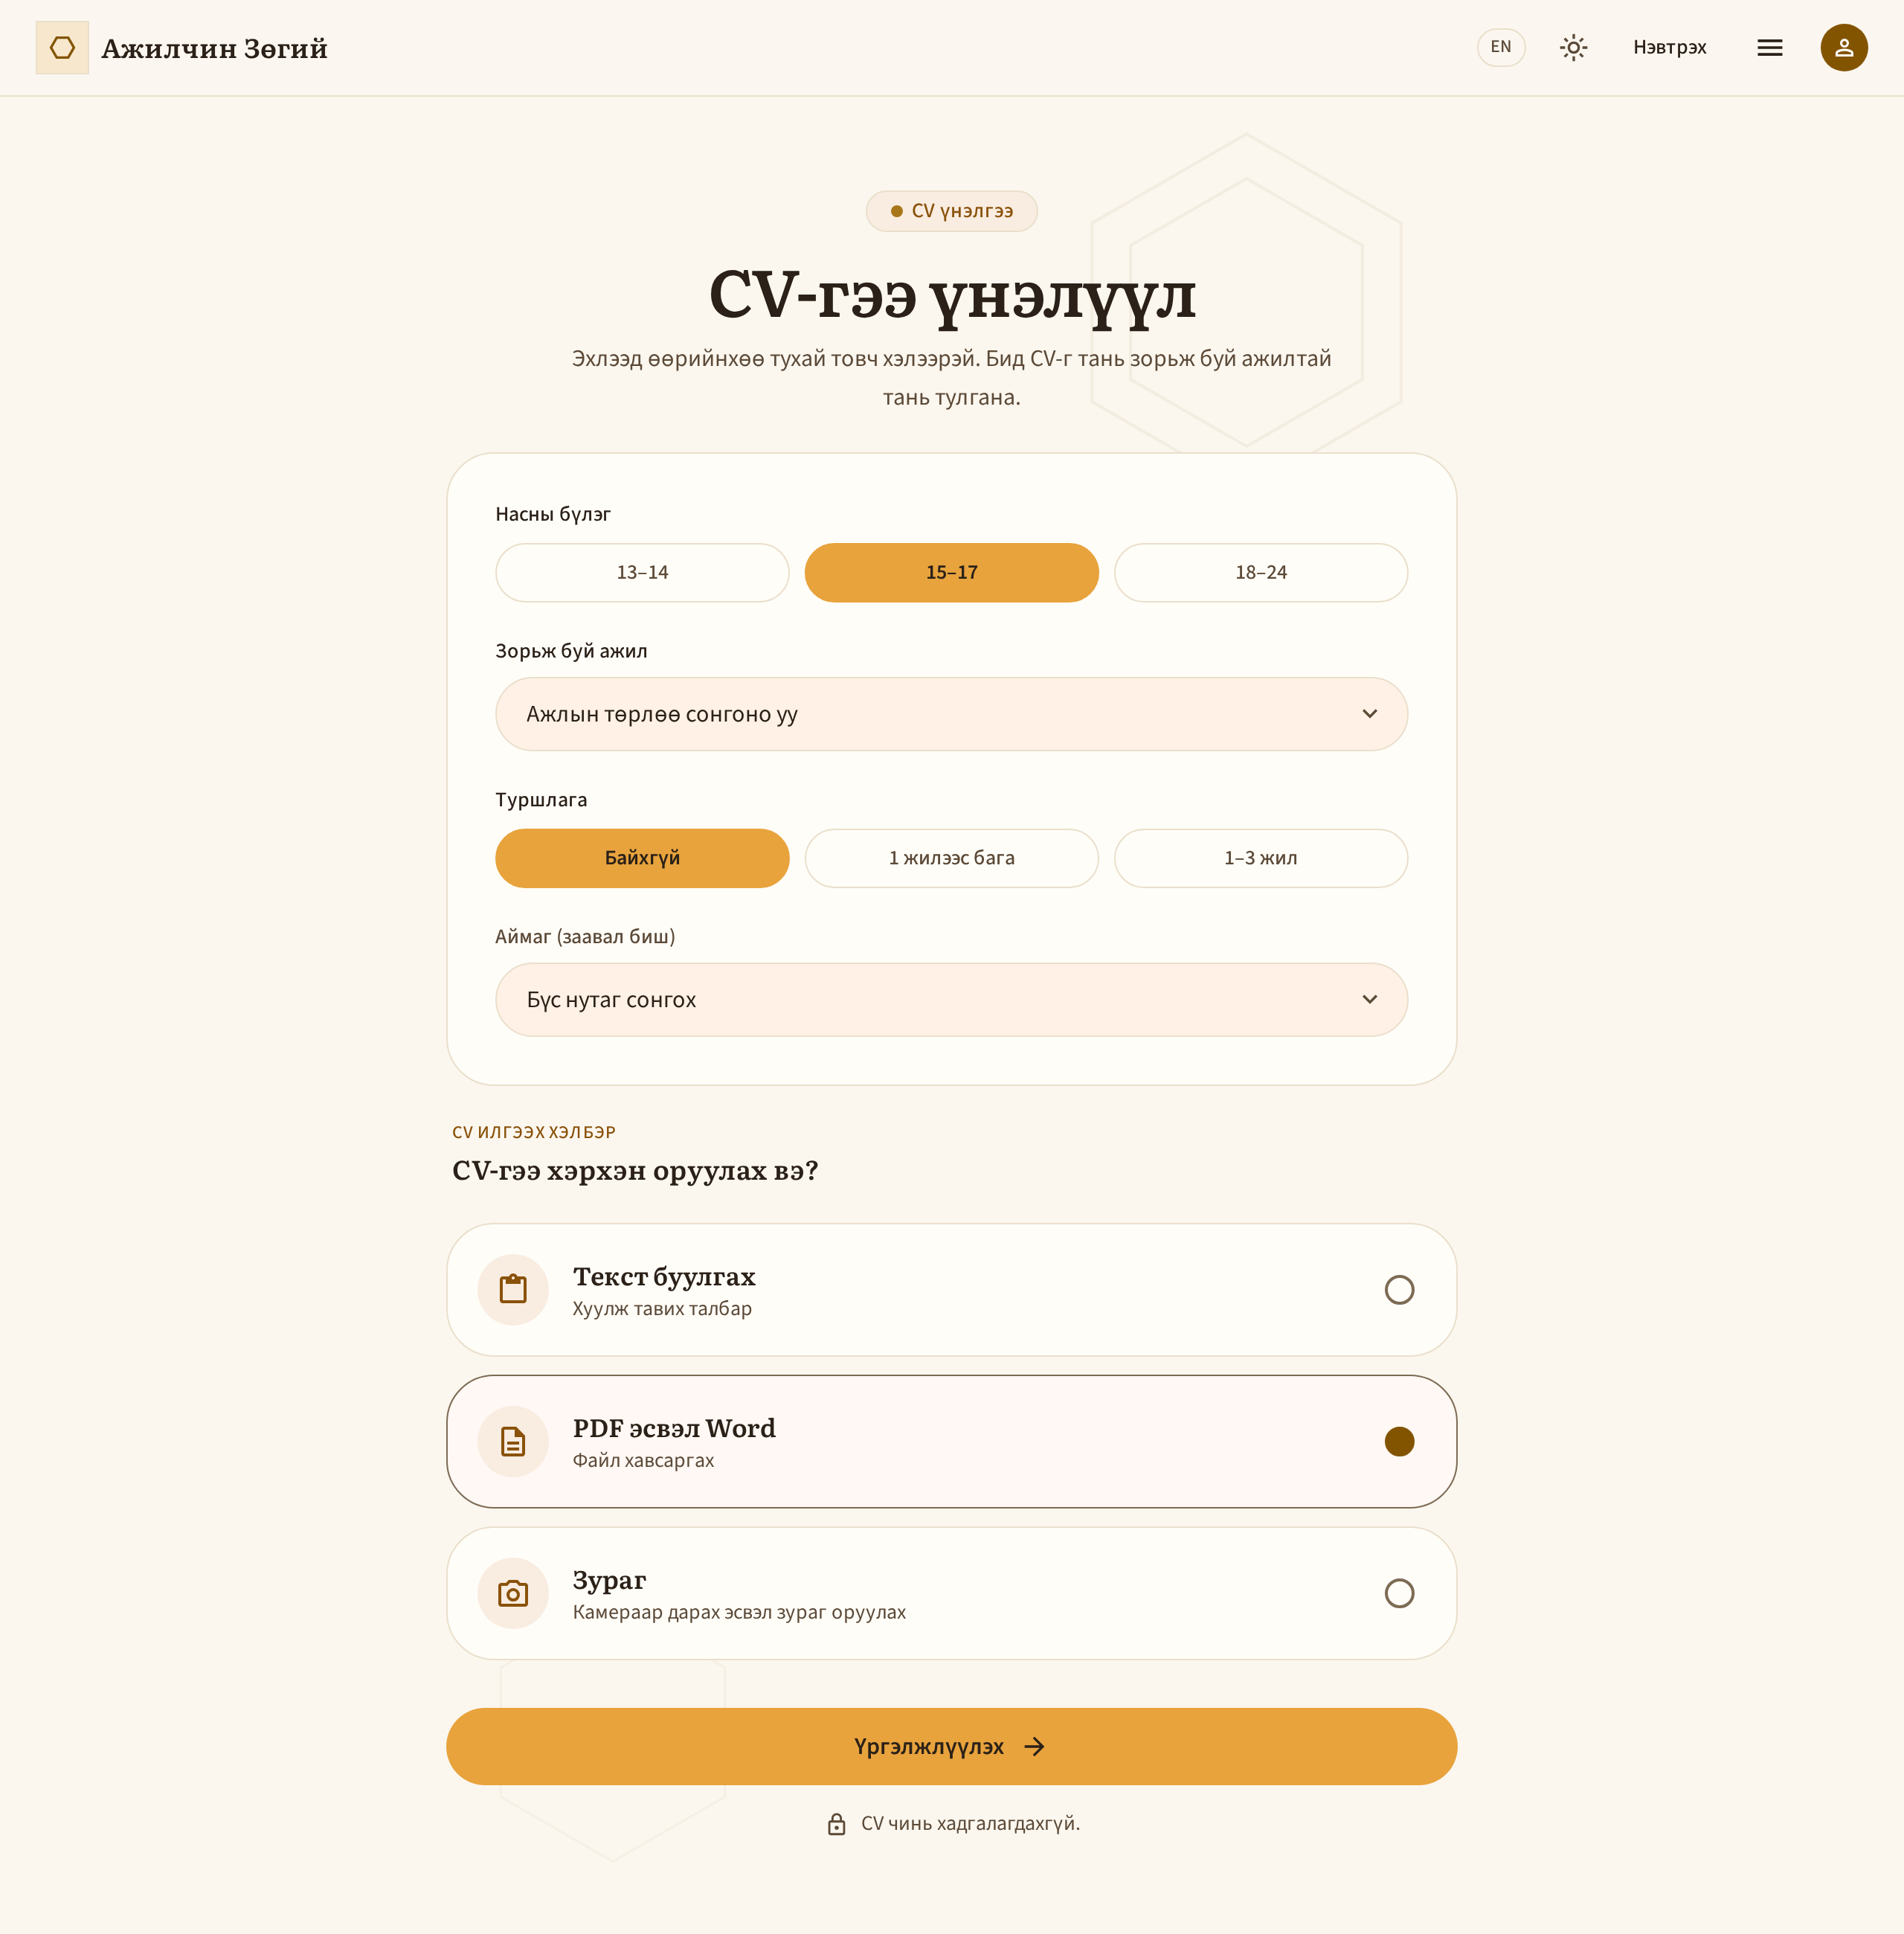 Ажилчин Зөгий
EN
Нэвтрэх
CV үнэлгээ
CV-гээ үнэлүүл
Эхлээд өөрийнхөө тухай товч хэлээрэй. Бид CV-г тань зорьж буй ажилтай
тань тулгана.
Насны бүлэг
13–14
15–17
18–24
Зорьж буй ажил
Ажлын төрлөө сонгоно уу
Туршлага
Байхгүй
1 жилээс бага
1–3 жил
Аймаг (заавал биш)
Бүс нутаг сонгох
CV ИЛГЭЭХ ХЭЛБЭР
CV-гээ хэрхэн оруулах вэ?
Текст буулгах
Хуулж тавих талбар
PDF эсвэл Word
Файл хавсаргах
Зураг
Камераар дарах эсвэл зураг оруулах
Үргэлжлүүлэх
CV чинь хадгалагдахгүй.